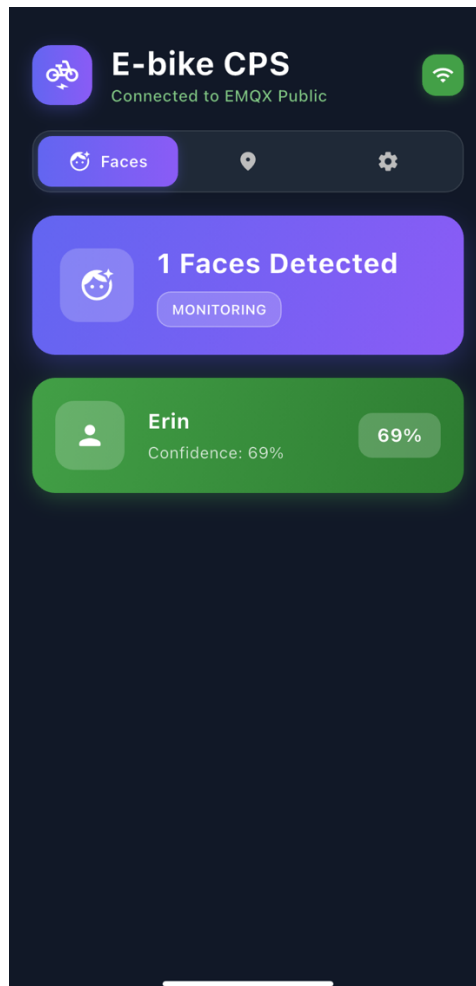 E-bike CPS
Connected to EMQX Public
Faces
1 Faces Detected
MONITORING
Erin
Confidence: 69%
69%